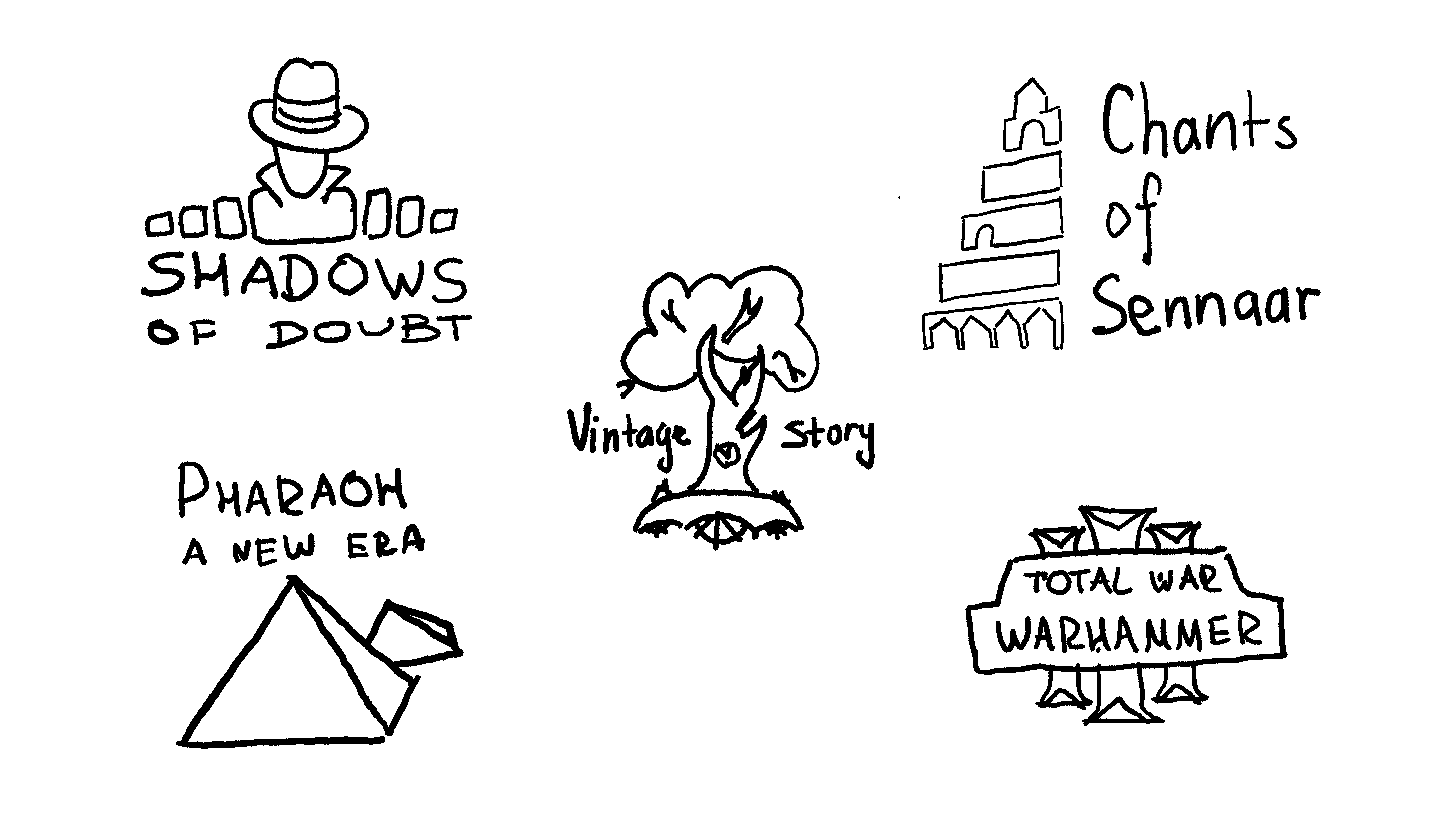 SHADOWS
OF DOUBT
Chants
of
Sennaar
Vintage Story
PHARAOH
A NEW ERA
TOTAL WAR
WARHAMMER